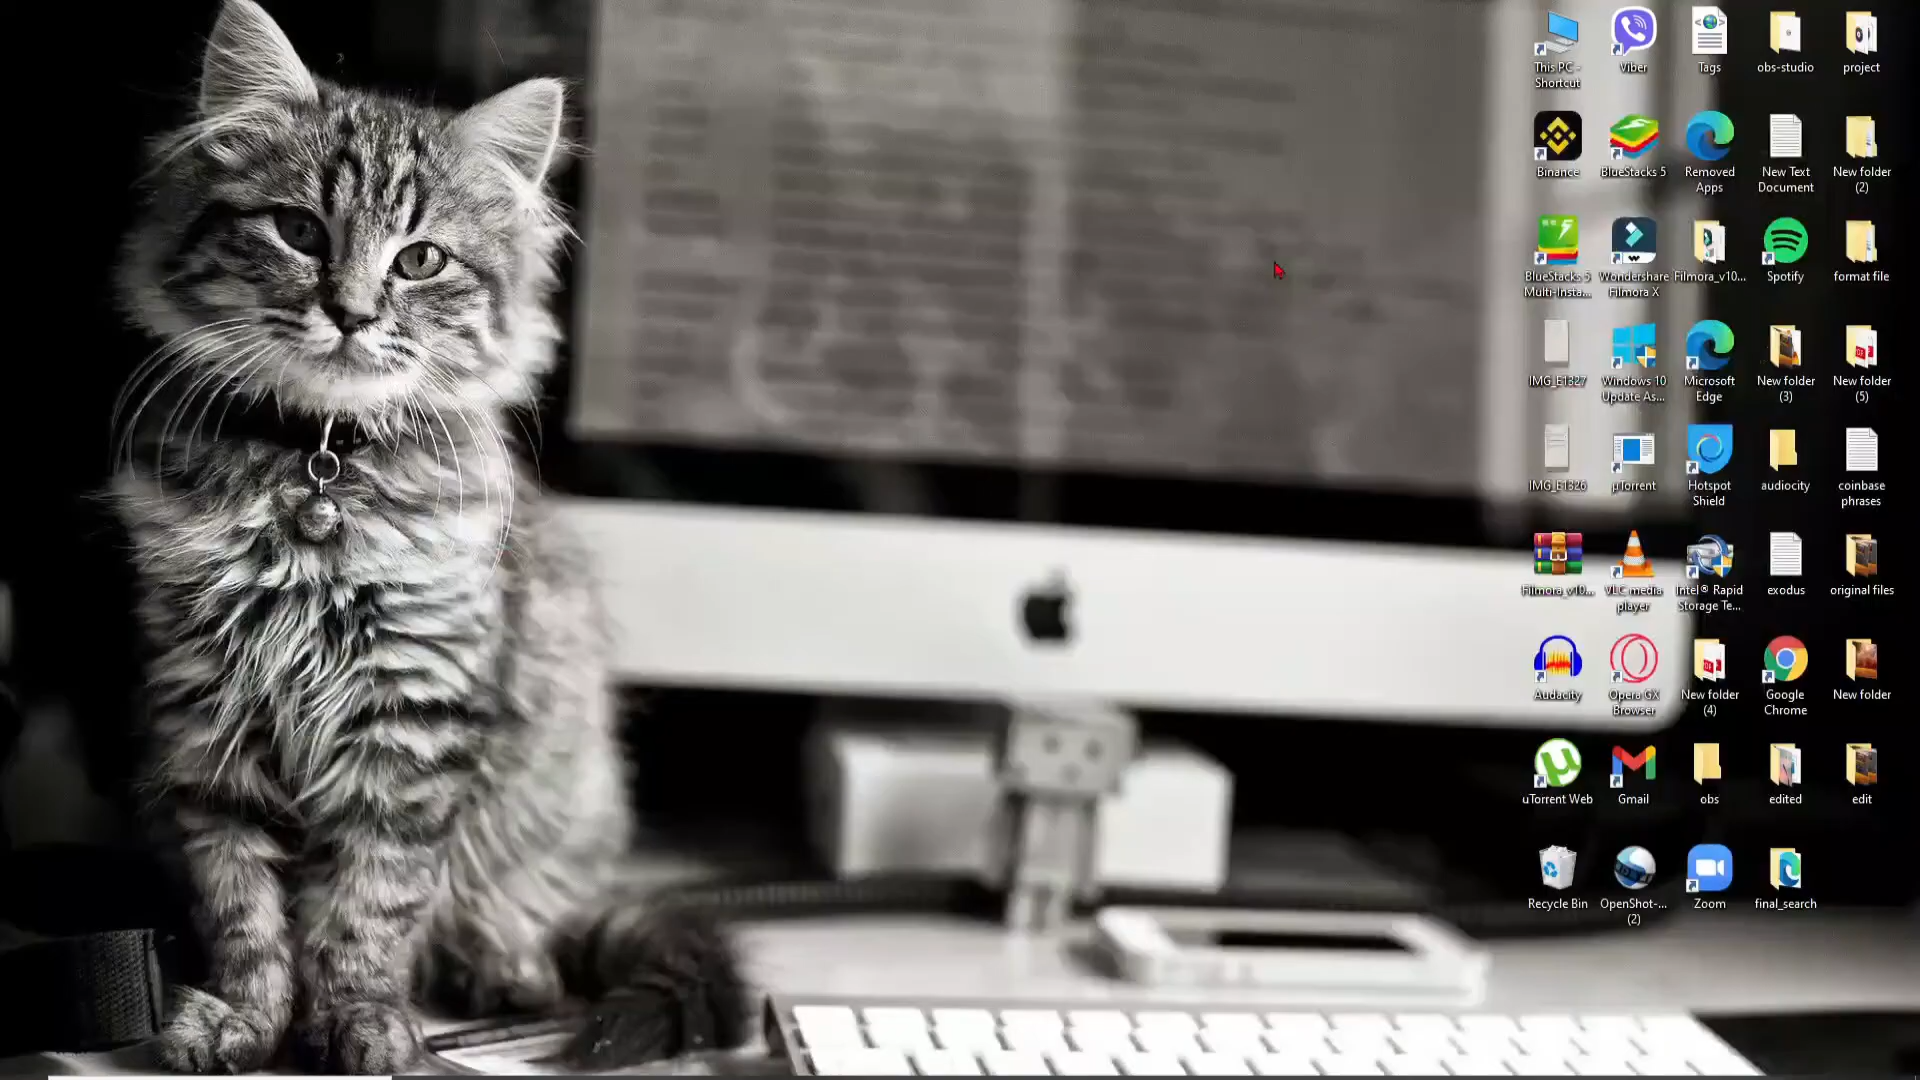 This PC -
Shortcut
Viber
Tags
obs-studio
project
Binance
BlueStacks 5
Removed
Apps
New Text
Document
New folder
(2)
BlueStacks 5
Multi-Insta...
Wondershare
Filmora X
Filmora_v10...
Spotify
format file
IMG_E1327
Windows 10
Update As...
Microsoft
Edge
New folder
(3)
New folder
(5)
IMG_E1326
µTorrent
Hotspot
Shield
audiocity
coinbase
phrases
Filmora_v10...
VLC media
player
Intel® Rapid
Storage Te...
exodus
original files
Audacity
Opera GX
Browser
New folder
(4)
Google
Chrome
New folder
uTorrent Web
Gmail
obs
edited
edit
Recycle Bin
OpenShot-...
(2)
Zoom
final_search